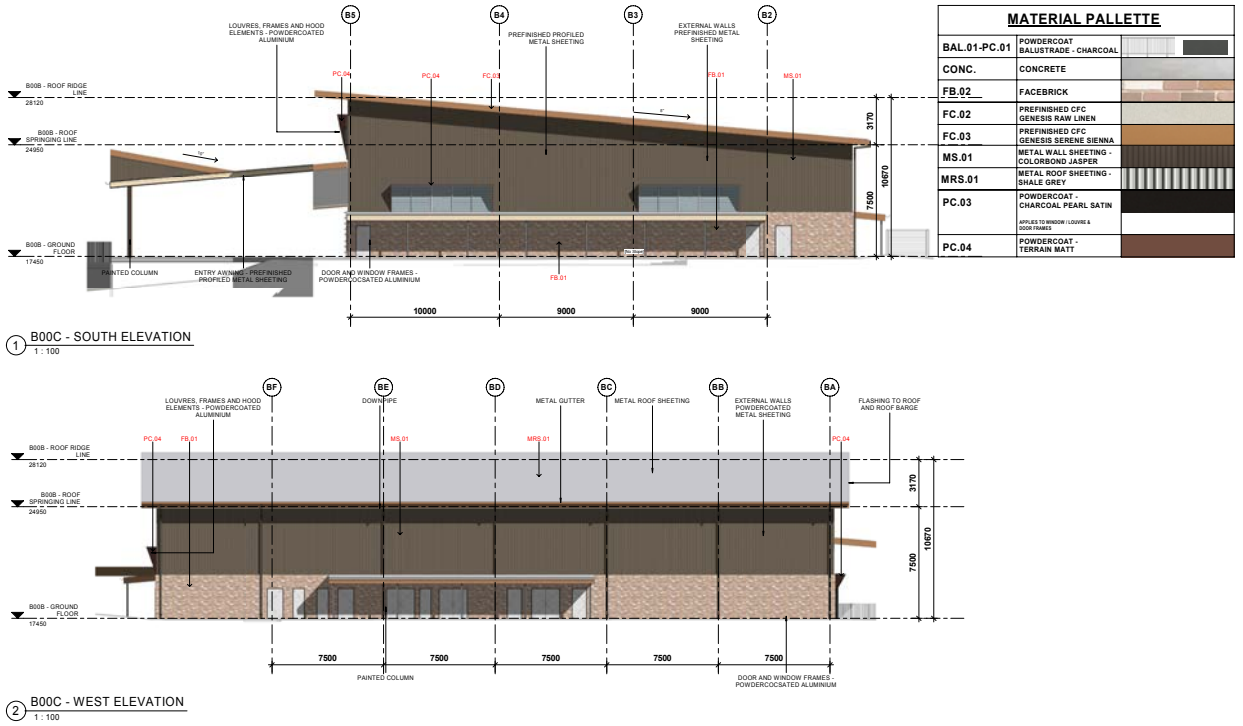 B5
B4
B3
B2
LOUVRES, FRAMES AND HOOD
ELEMENTS - POWDERCOATED
ALUMINIUM
PREFINISHED PROFILED
METAL SHEETING
EXTERNAL WALLS
PREFINISHED METAL
SHEETING
PC.04
PC.04
FC.03
FB.01
MS.01
B00B - ROOF RIDGE
LINE
28120
B00B - ROOF
SPRINGING LINE
24950
B00B - GROUND
FLOOR
17450
3170
7500
10670
PAINTED COLUMN
ENTRY AWNING - PREFINISHED
PROFILED METAL SHEETING
DOOR AND WINDOW FRAMES -
POWDERCOCSATED ALUMINIUM
FB.01
10000
9000
9000
1
B00C - SOUTH ELEVATION
1 : 100
MATERIAL PALLETTE
BAL.01-PC.01
POWDERCOAT
BALUSTRADE - CHARCOAL
CONC.
CONCRETE
FB.02
FACEBRICK
FC.02
PREFINISHED CFC
GENESIS RAW LINEN
FC.03
PREFINISHED CFC
GENESIS SERENE SIENNA
MS.01
METAL WALL SHEETING -
COLORBOND JASPER
MRS.01
METAL ROOF SHEETING -
SHALE GREY
PC.03
POWDERCOAT -
CHARCOAL PEARL SATIN
APPLIES TO WINDOW / LOUVRE &
DOOR FRAMES
PC.04
POWDERCOAT -
TERRAIN MATT
BF
BE
BD
BC
BB
BA
LOUVRES, FRAMES AND HOOD
ELEMENTS - POWDERCOATED
ALUMINIUM
DOWNPIPE
METAL GUTTER
METAL ROOF SHEETING
EXTERNAL WALLS
POWDERCOATED
METAL SHEETING
FLASHING TO ROOF
AND ROOF BARGE
PC.04
FB.01
MS.01
MRS.01
PC.04
B00B - ROOF RIDGE
LINE
28120
B00B - ROOF
SPRINGING LINE
24950
B00B - GROUND
FLOOR
17450
3170
7500
10670
7500
7500
7500
7500
7500
PAINTED COLUMN
DOOR AND WINDOW FRAMES -
POWDERCOCSATED ALUMINIUM
2
B00C - WEST ELEVATION
1 : 100